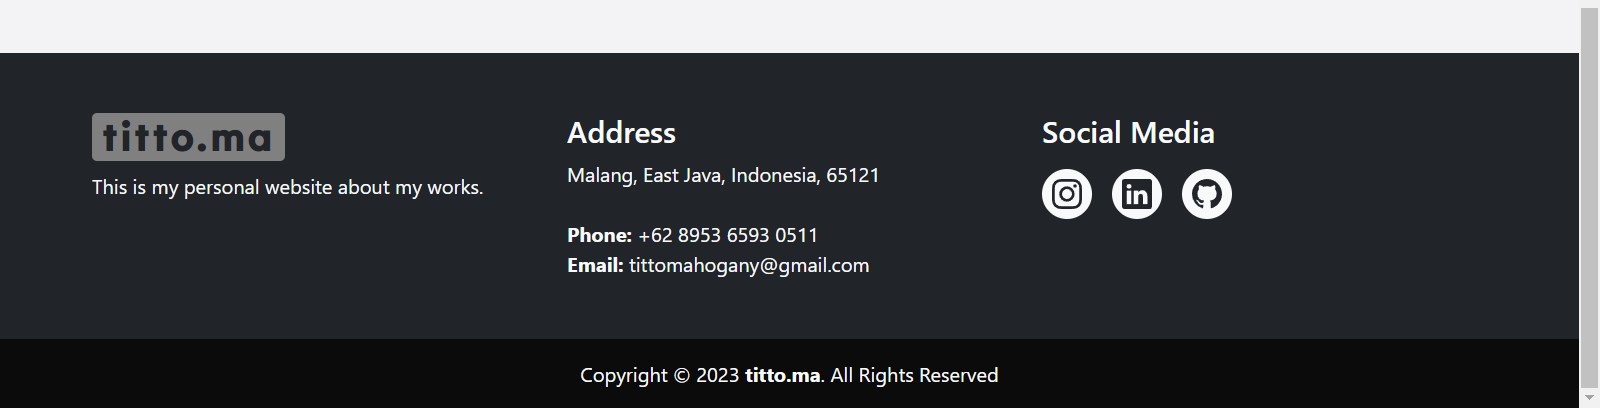 titto.ma
This is my personal website about my works.
Address
Malang, East Java, Indonesia, 65121
Phone: +62 8953 6593 0511
Email: tittomahogany@gmail.com
Social Media
in
Copyright © 2023 titto.ma. All Rights Reserved